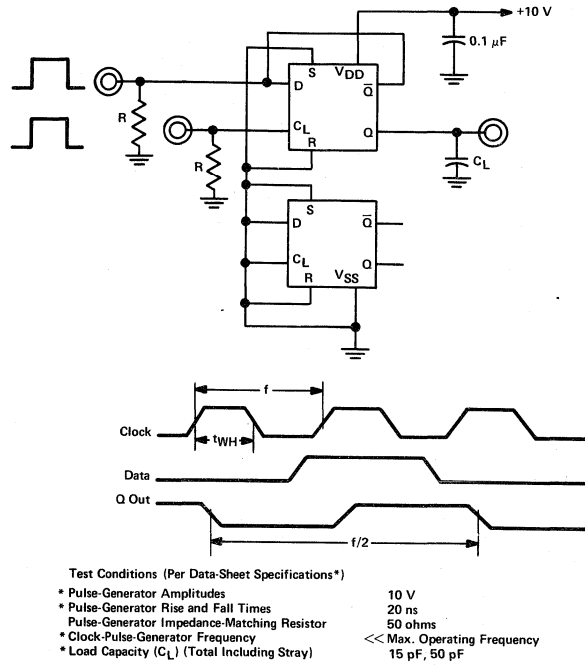 +10 V
0.1 μF
S
VDD
D
Q̅
R
CL
Q
R
R
CL
S
D
Q̅
CL
Q
R
VSS
f
Clock
tWH
Data
Q Out
f/2
Test Conditions (Per Data-Sheet Specifications*)
* Pulse-Generator Amplitudes 10 V
* Pulse-Generator Rise and Fall Times 20 ns
Pulse-Generator Impedance-Matching Resistor 50 ohms
* Clock-Pulse-Generator Frequency << Max. Operating Frequency
* Load Capacity (CL) (Total Including Stray) 15 pF, 50 pF